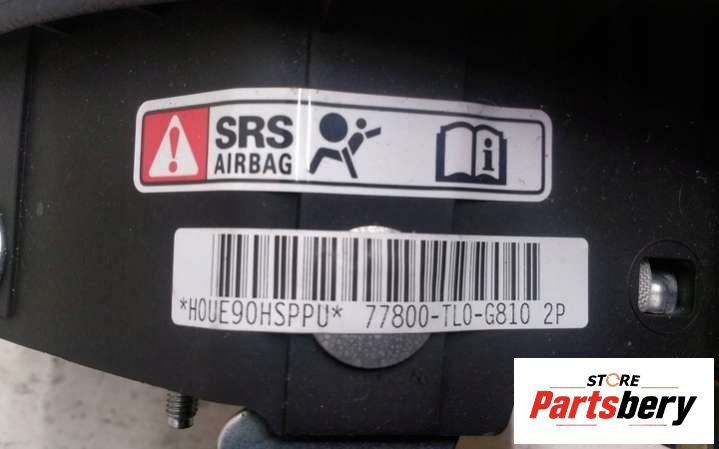 SRS
AIRBAG
*H0UE90HSPPU* 77800-TL0-G810 2P
STORE
Partsbery